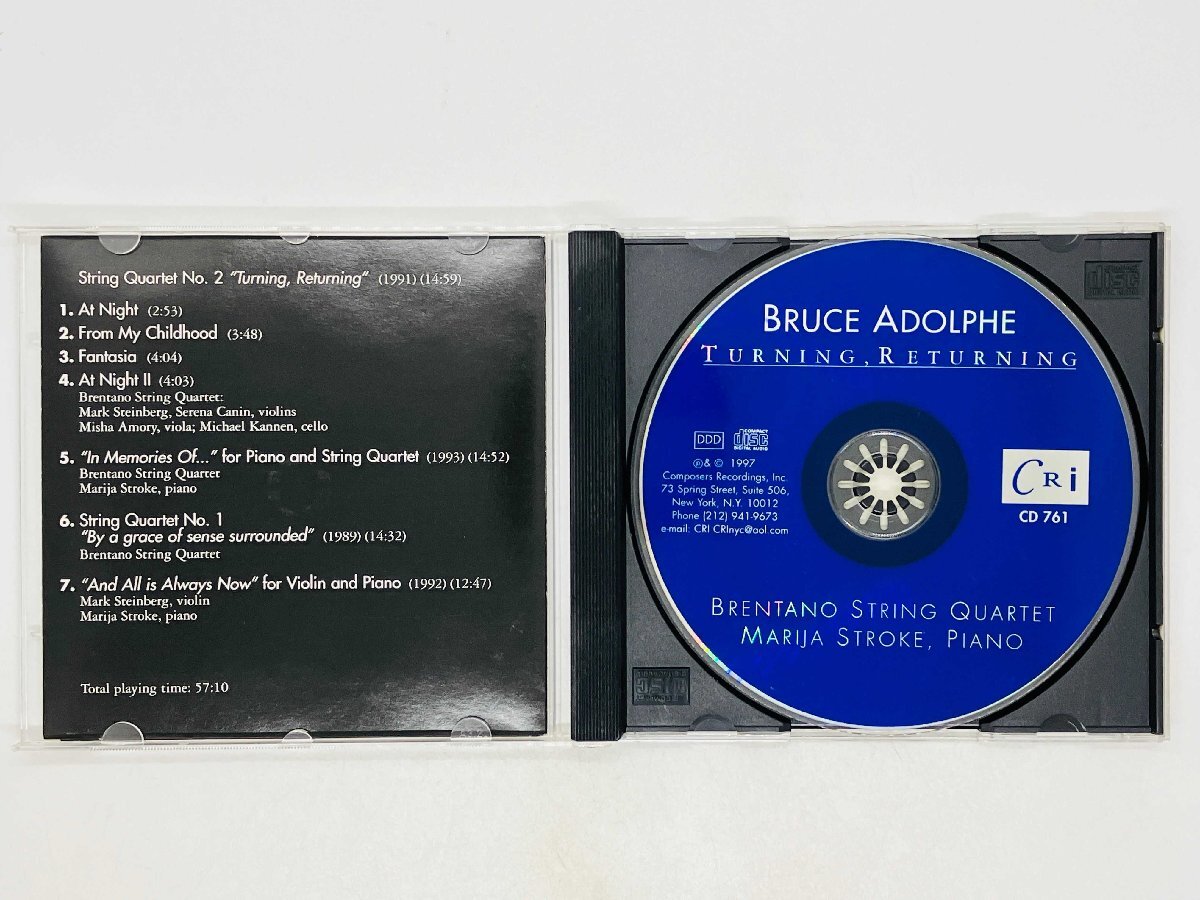 String Quartet No. 2 "Turning, Returning" (1991) (14:59)
1. At Night (2:53)
2. From My Childhood (3:48)
3. Fantasia (4:04)
4. At Night II (4:03)
Brentano String Quartet:
Mark Steinberg, Serena Canin, violins
Misha Amory, viola; Michael Kannen, cello
5. "In Memories Of..." for Piano and String Quartet (1993) (14:52)
Brentano String Quartet
Marija Stroke, piano
6. String Quartet No. 1
"By a grace of sense surrounded" (1989) (14:32)
Brentano String Quartet
7. "And All is Always Now" for Violin and Piano (1992) (12:47)
Mark Steinberg, violin
Marija Stroke, piano
Total playing time: 57:10
BRUCE ADOLPHE
TURNING, RETURNING
DDD
COMPACT
disc
DIGITAL AUDIO
℗& © 1997
Composers Recordings, Inc.
73 Spring Street, Suite 506,
New York, N.Y. 10012
Phone (212) 941-9673
e-mail: CRI CRInyc@aol.com
CRi
CD 761
BRENTANO STRING QUARTET
MARIJA STROKE, PIANO
disc
disc